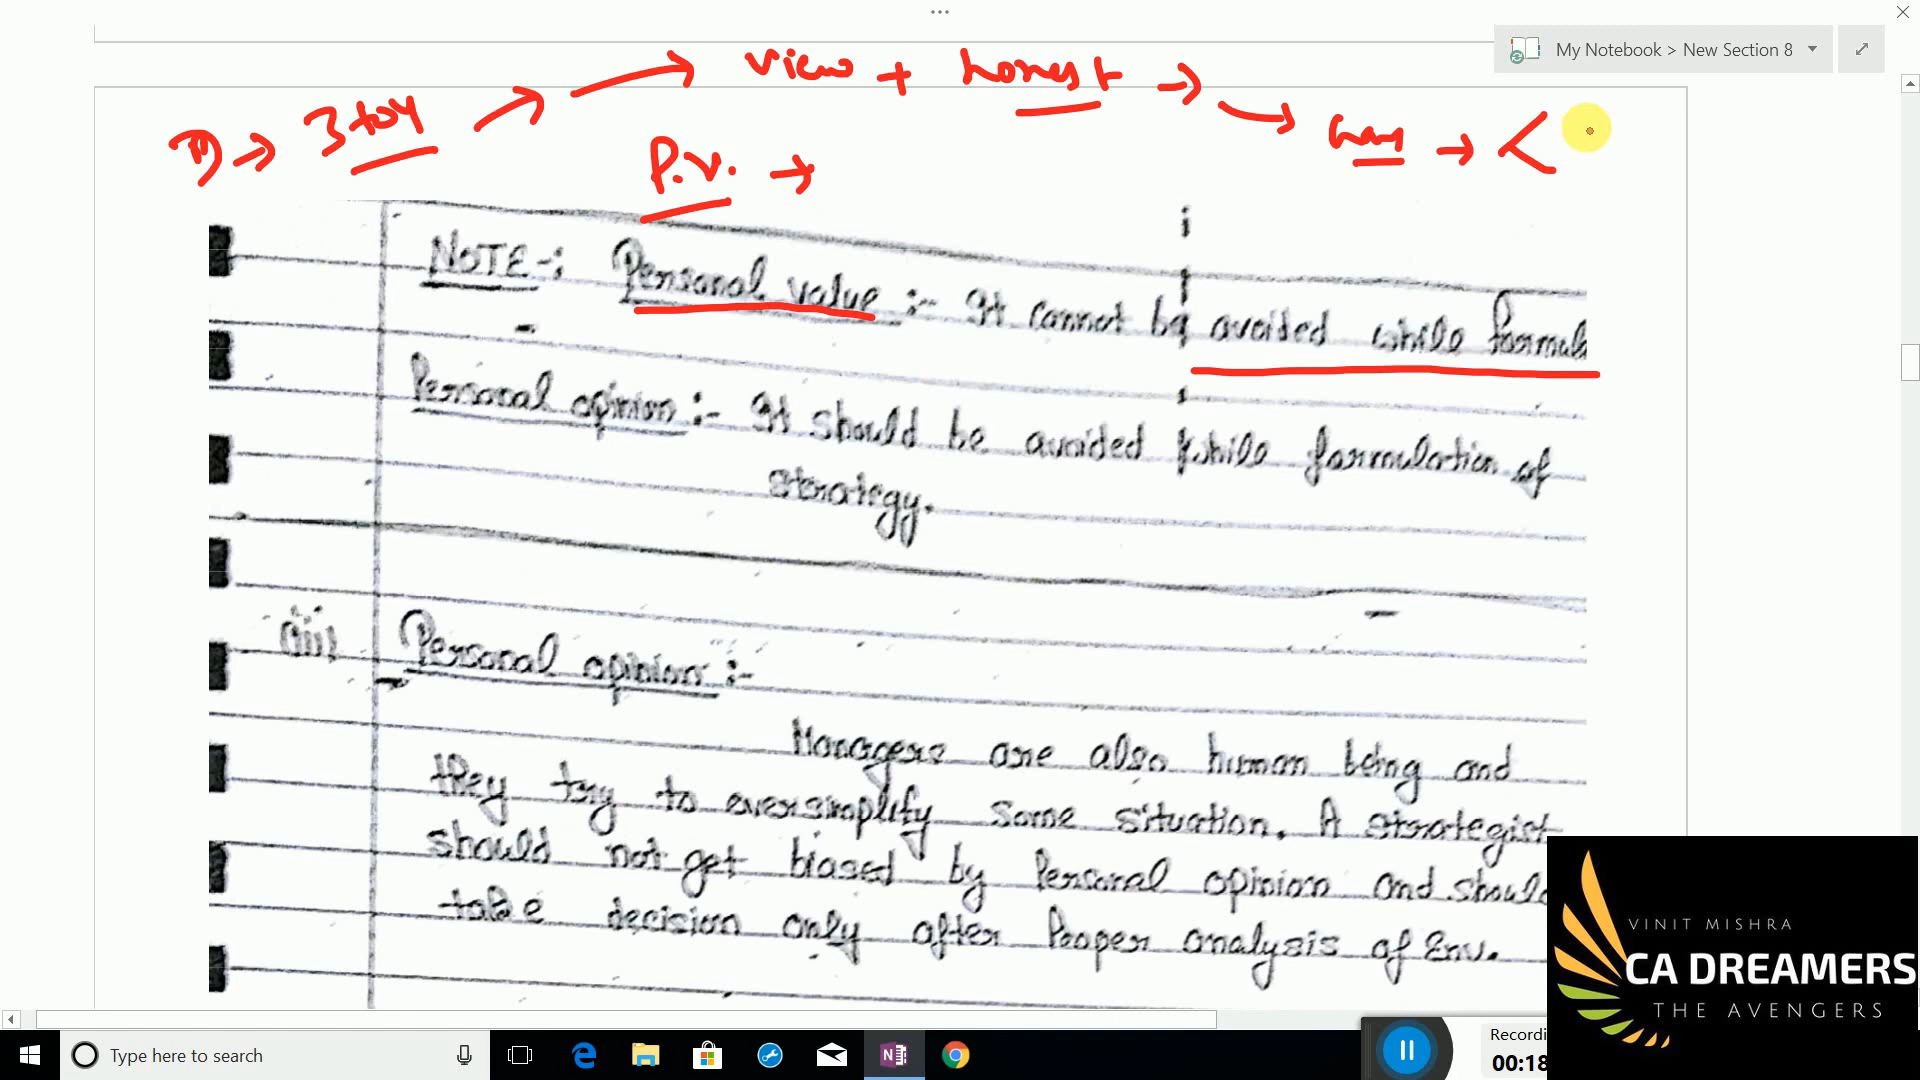 My Notebook > New Section 8
view + honest
3 to 4
P.V.
NOTE-: Personal value :- It cannot be avoided while formul
Personal opinion :- It should be avoided while formulation of
strategy.
iii) Personal opinion :-
Managers are also human being and
they try to oversimplify some situation. A strategist
should not get biased by Personal opinion and should
take decision only after Proper analysis of Env.
VINIT MISHRA
CA DREAMERS
THE AVENGERS
Type here to search
Recordi
00:18